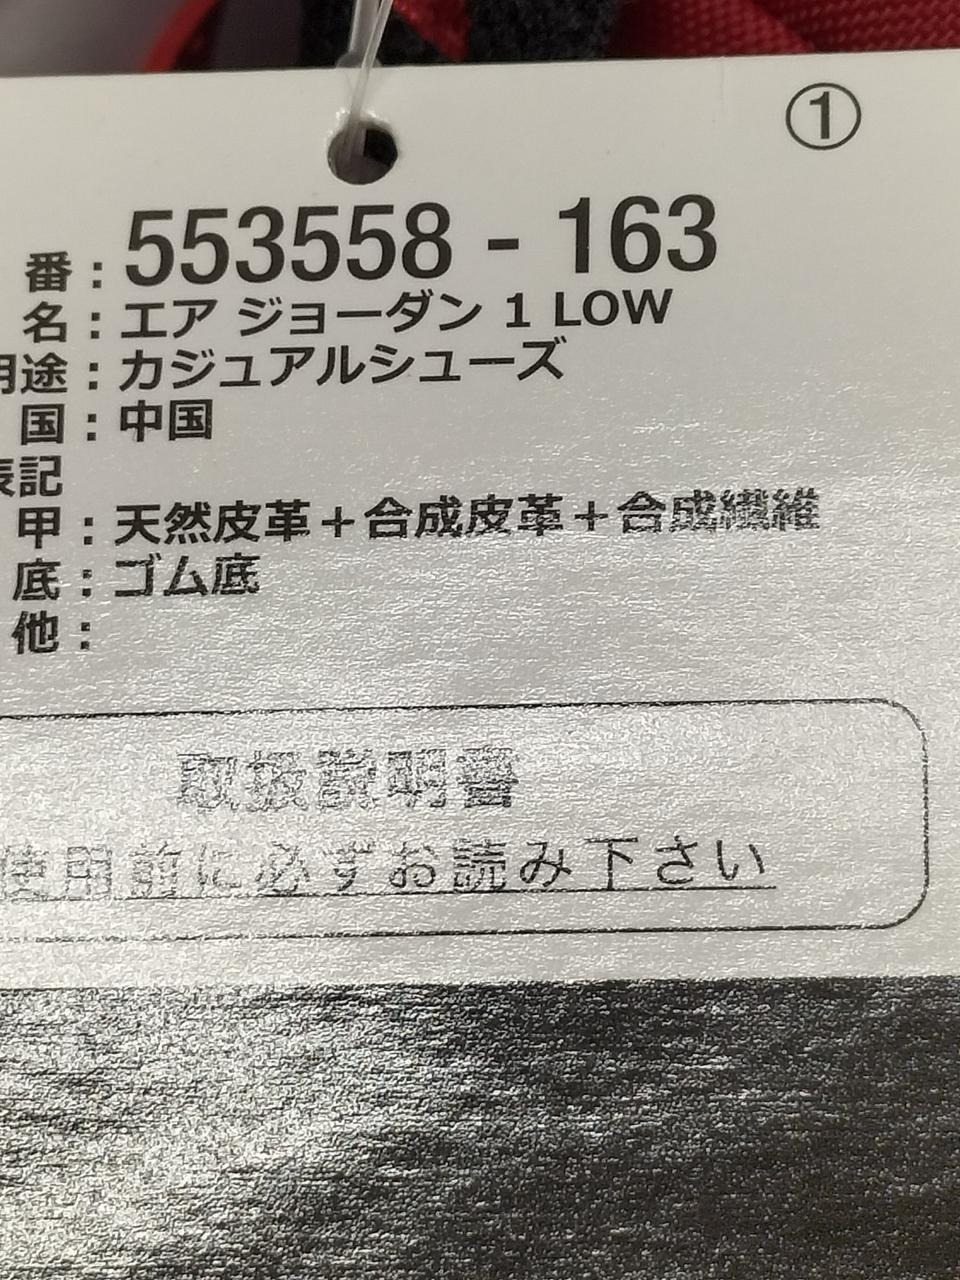 ①
番：553558 - 163
名：エア ジョーダン 1 LOW
用途：カジュアルシューズ
国：中国
表記
甲：天然皮革＋合成皮革＋合成繊維
底：ゴム底
他：
取扱説明書
使用前に必ずお読み下さい